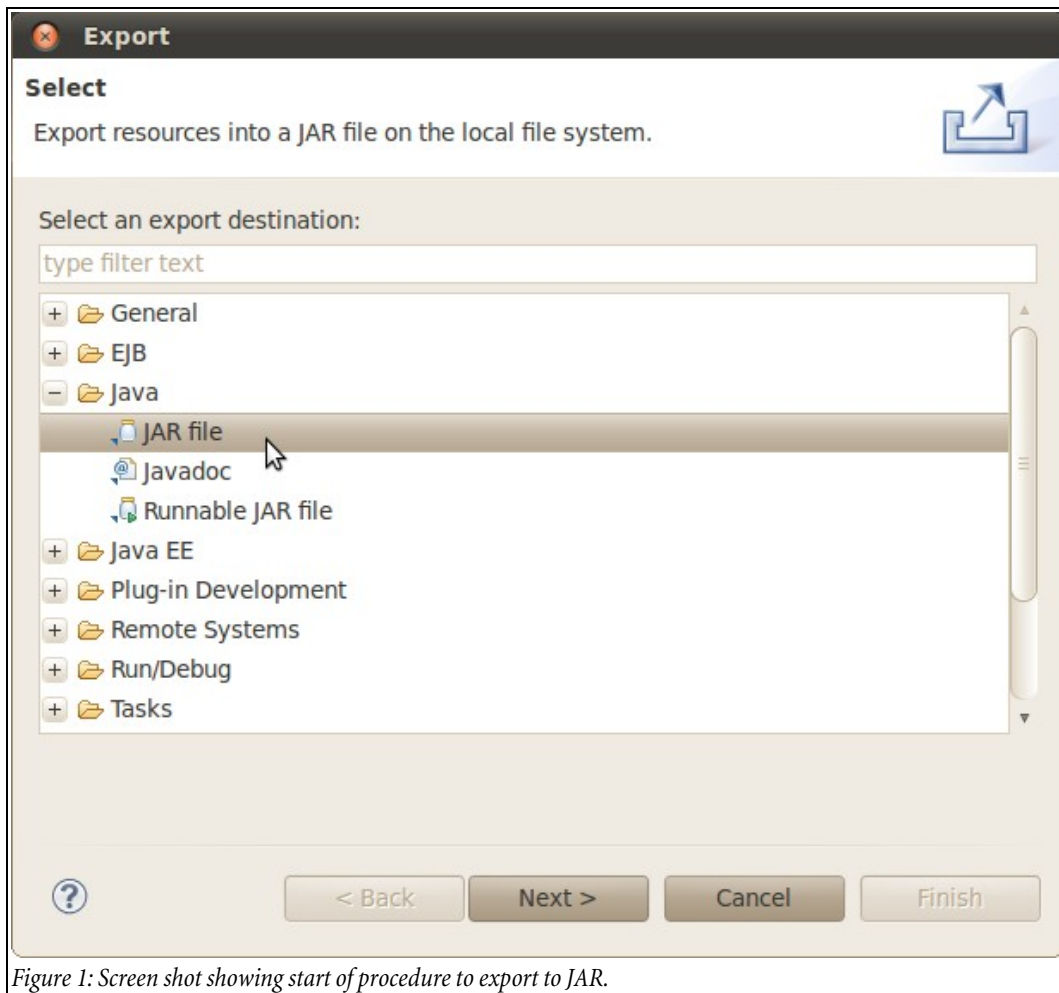 Export
Select
Export resources into a JAR file on the local file system.
Select an export destination:
type filter text
General
EJB
Java
JAR file
Javadoc
Runnable JAR file
Java EE
Plug-in Development
Remote Systems
Run/Debug
Tasks
?
< Back Next > Cancel Finish
Figure 1: Screen shot showing start of procedure to export to JAR.